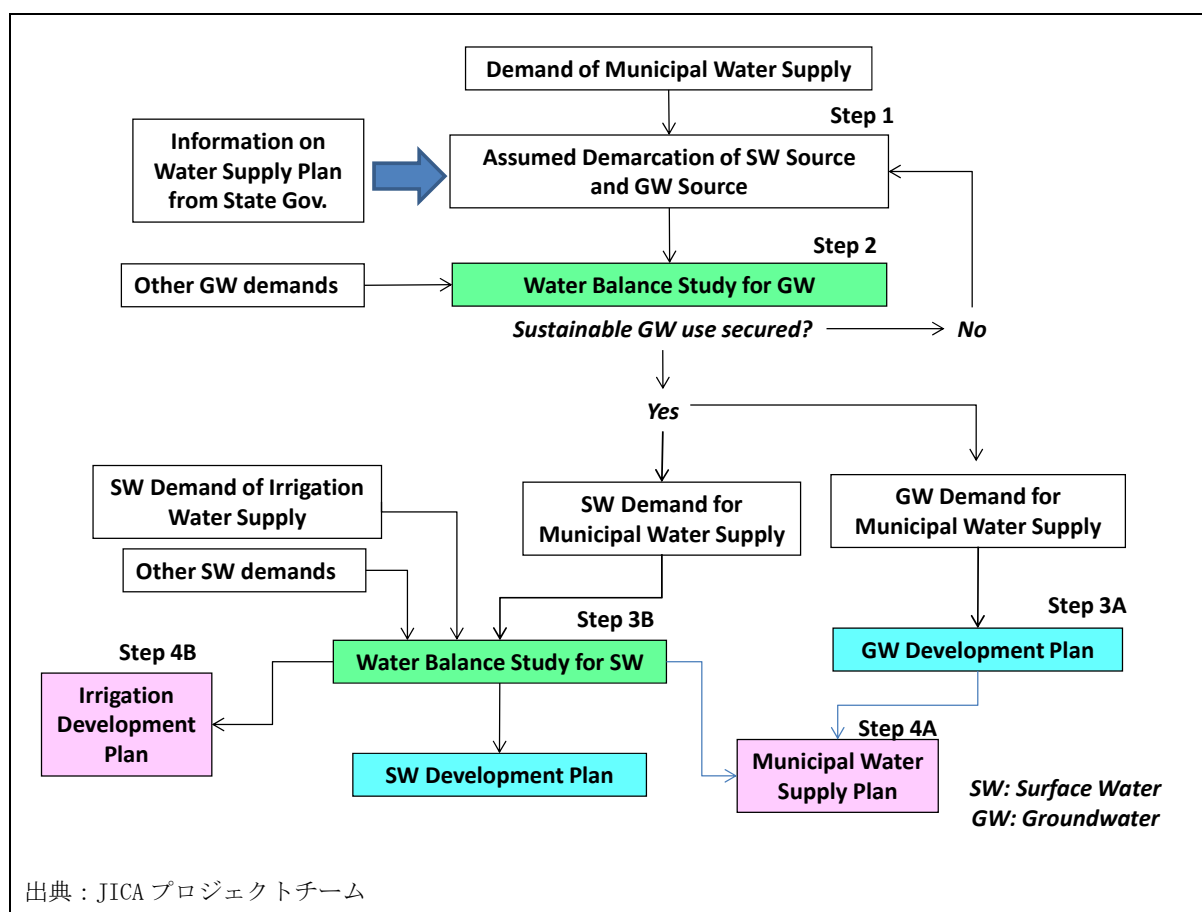 Demand of Municipal Water Supply
Step 1
Information on
Water Supply Plan
from State Gov.
Assumed Demarcation of SW Source
and GW Source
Step 2
Other GW demands
Water Balance Study for GW
Sustainable GW use secured?
No
Yes
SW Demand of Irrigation
Water Supply
SW Demand for
Municipal Water Supply
GW Demand for
Municipal Water Supply
Other SW demands
Step 3B
Step 3A
Step 4B
Water Balance Study for SW
GW Development Plan
Irrigation
Development
Plan
Step 4A
SW Development Plan
Municipal Water
Supply Plan
SW: Surface Water
GW: Groundwater
出典：JICA プロジェクトチーム